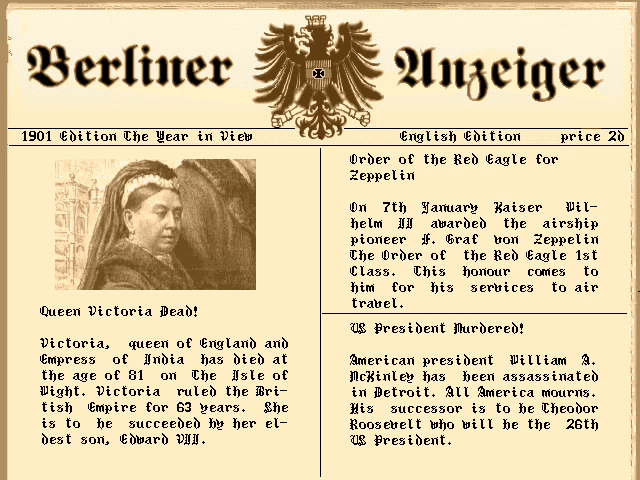 Berliner Anzeiger
1901 Edition The Year in View
English Edition price 2d
Queen Victoria Dead!
Victoria, queen of England and
Empress of India has died at
the age of 81 on The Isle of
Wight. Victoria ruled the Bri-
tish Empire for 63 years. She
is to be succeeded by her el-
dest son, Edward VII.
Order of the Red Eagle for
Zeppelin
On 7th January Kaiser Wil-
helm II awarded the airship
pioneer F. Graf von Zeppelin
The Order of the Red Eagle 1st
Class. This honour comes to
him for his services to air
travel.
US President Murdered!
American president William A.
McKinley has been assassinated
in Detroit. All America mourns.
His successor is to be Theodor
Roosevelt who will be the 26th
US President.